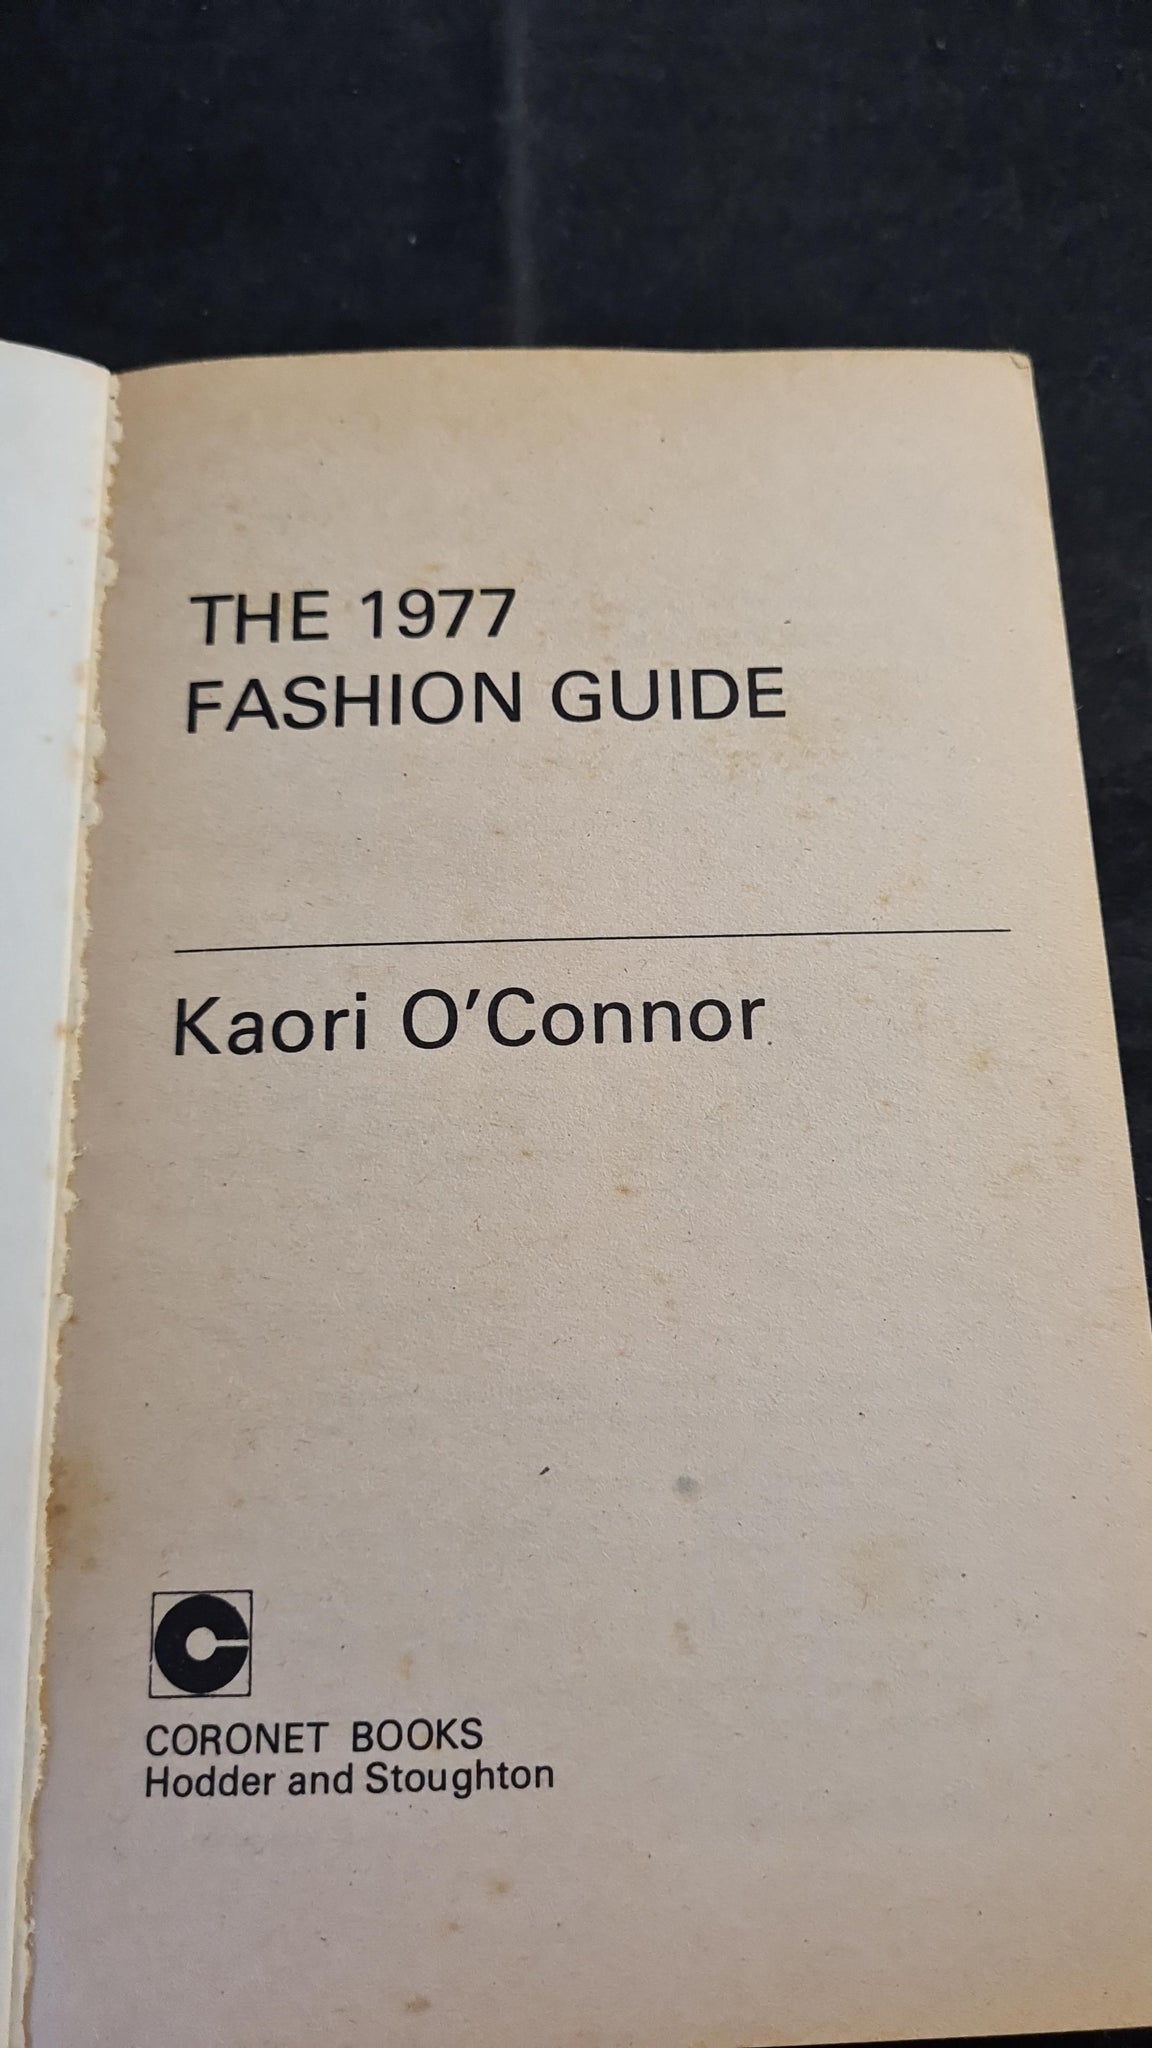 THE 1977
FASHION GUIDE
Kaori O'Connor
CORONET BOOKS
Hodder and Stoughton